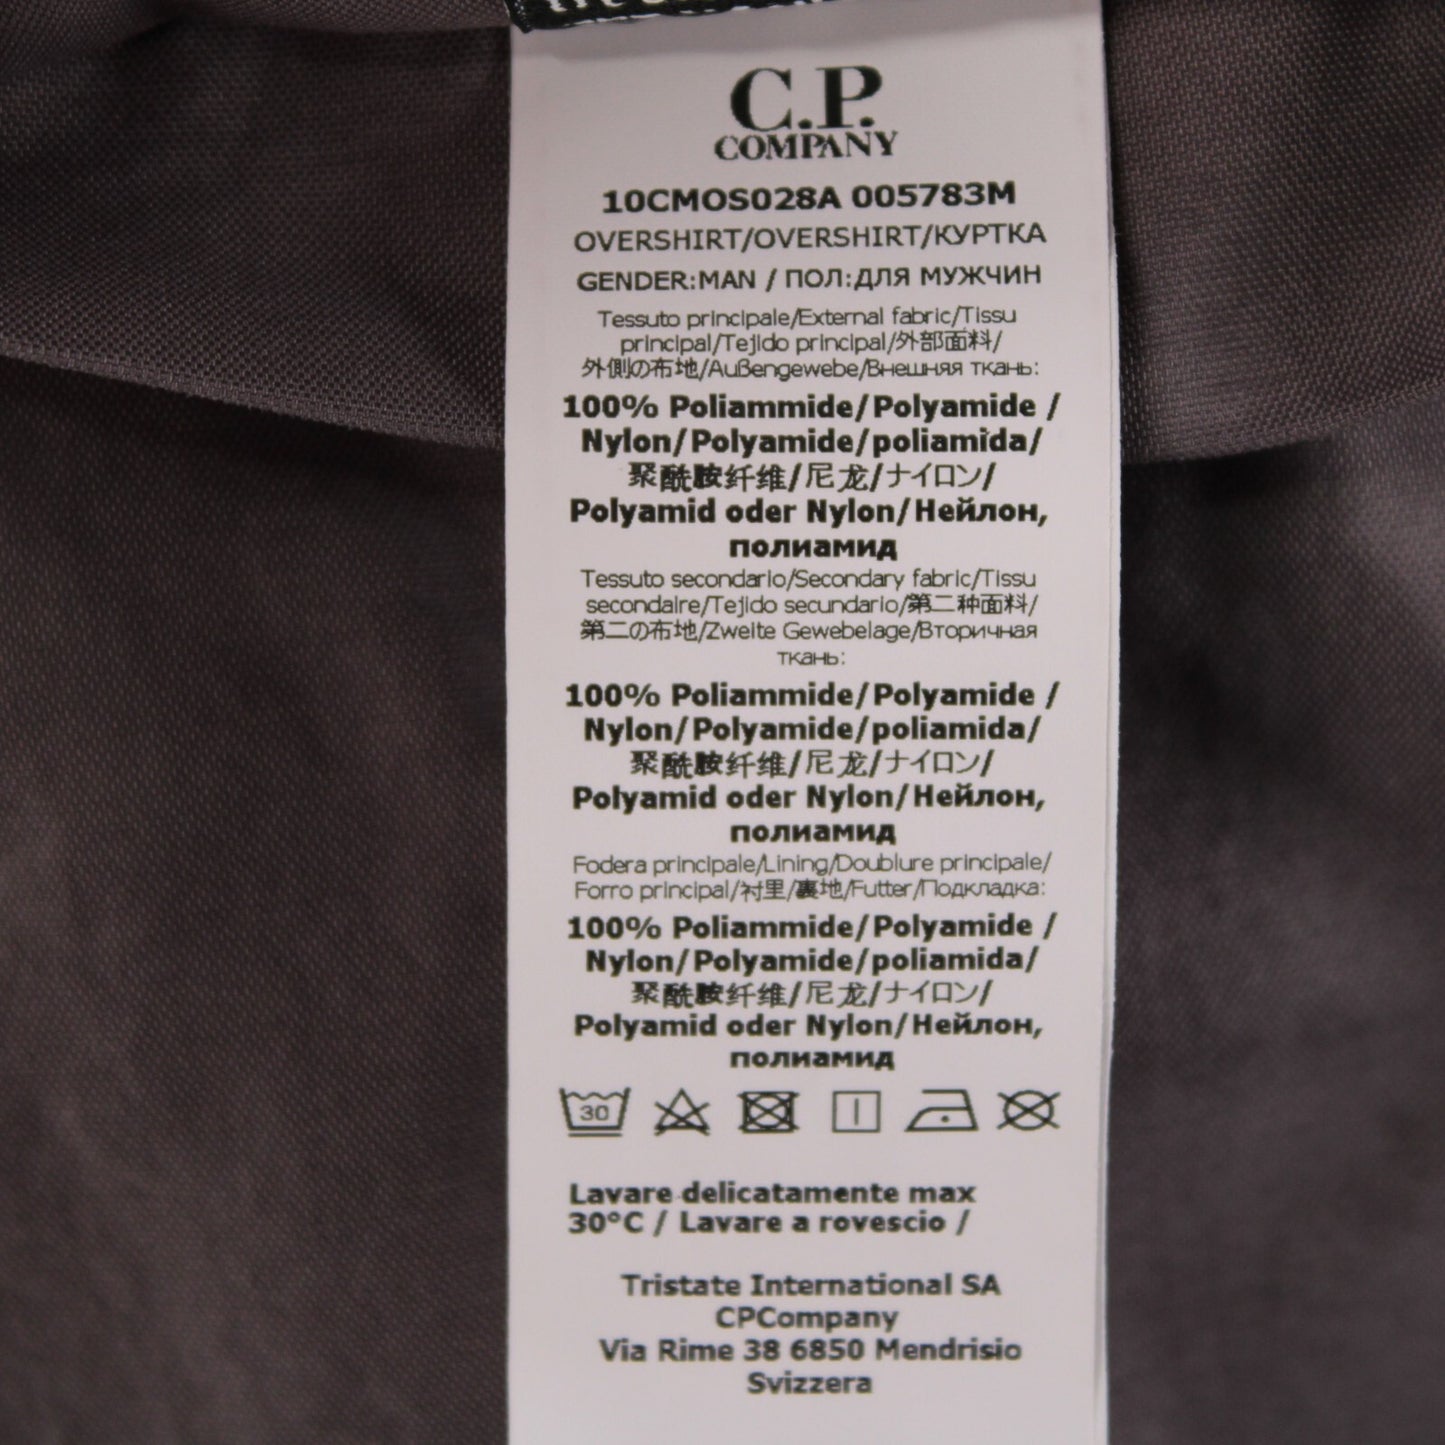 C.P.
COMPANY
10CMOS028A 005783M
OVERSHIRT/OVERSHIRT/КУРТКА
GENDER:MAN / ПОЛ:ДЛЯ МУЖЧИН
Tessuto principale/External fabric/Tissu
principal/Tejido principal/外部面料/
外側の布地/Außengewebe/Внешняя ткань:
100% Poliammide/Polyamide /
Nylon/Polyamide/poliamida/
聚酰胺纤维/尼龙/ナイロン/
Polyamid oder Nylon/Нейлон,
полиамид
Tessuto secondario/Secondary fabric/Tissu
secondaire/Tejido secundario/第二种面料/
第二の布地/Zweite Gewebelage/Вторичная
ткань:
100% Poliammide/Polyamide /
Nylon/Polyamide/poliamida/
聚酰胺纤维/尼龙/ナイロン/
Polyamid oder Nylon/Нейлон,
полиамид
Fodera principale/Lining/Doublure principale/
Forro principal/衬里/裏地/Futter/Подкладка:
100% Poliammide/Polyamide /
Nylon/Polyamide/poliamida/
聚酰胺纤维/尼龙/ナイロン/
Polyamid oder Nylon/Нейлон,
полиамид
30
Lavare delicatamente max
30°C / Lavare a rovescio /
Tristate International SA
CPCompany
Via Rime 38 6850 Mendrisio
Svizzera